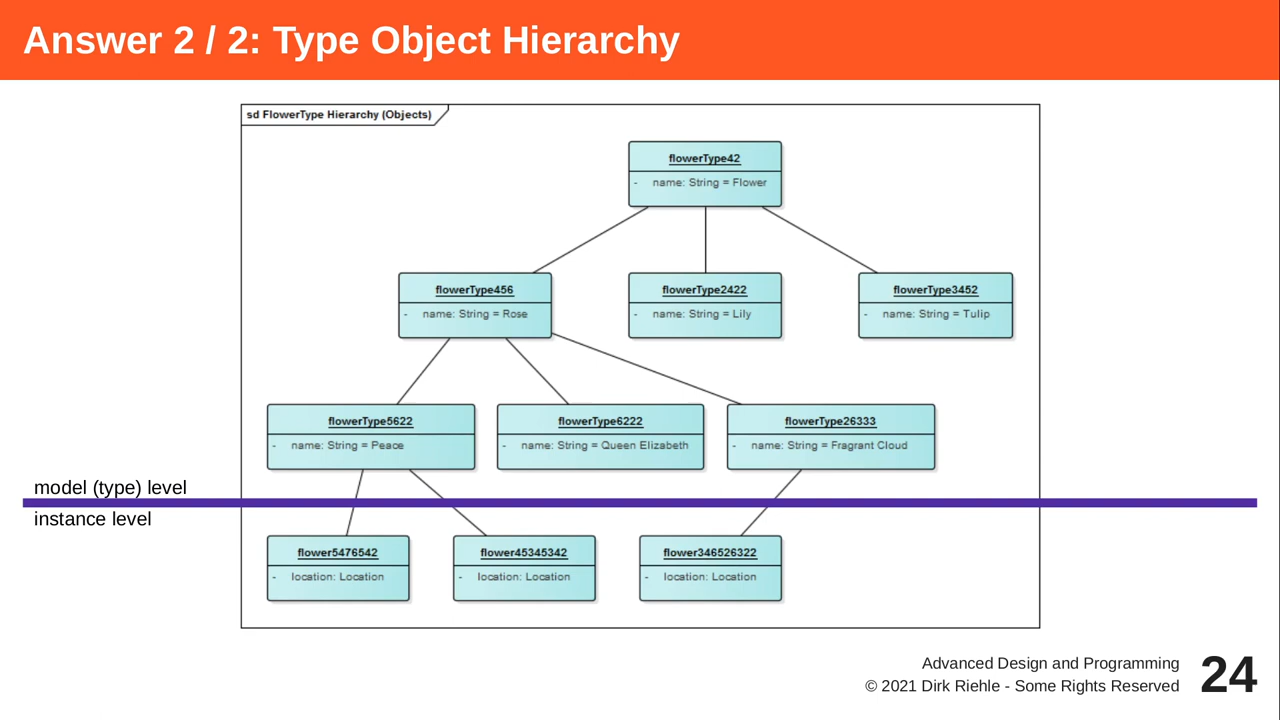 Answer 2 / 2: Type Object Hierarchy
sd FlowerType Hierarchy (Objects)
flowerType42
- name: String = Flower
flowerType456
- name: String = Rose
flowerType2422
- name: String = Lily
flowerType3452
- name: String = Tulip
flowerType5622
- name: String = Peace
flowerType6222
- name: String = Queen Elizabeth
flowerType26333
- name: String = Fragrant Cloud
model (type) level
instance level
flower5476542
- location: Location
flower45345342
- location: Location
flower346526322
- location: Location
Advanced Design and Programming
© 2021 Dirk Riehle - Some Rights Reserved
24